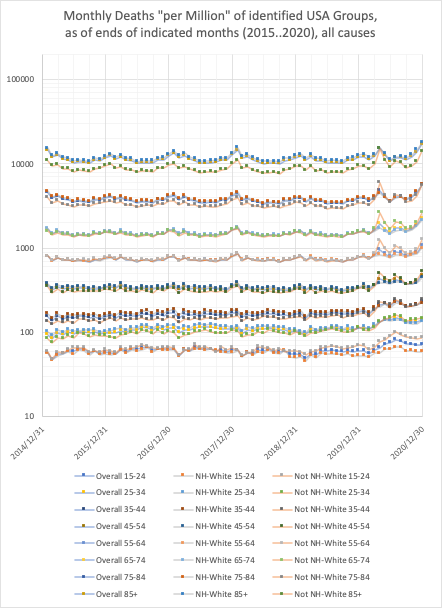 Monthly Deaths "per Million" of identified USA Groups,
as of ends of indicated months (2015..2020), all causes
100000
10000
1000
100
10
2014/12/31 2015/12/31 2016/12/31 2017/12/31 2018/12/31 2019/12/31 2020/12/30
Overall 15-24 NH-White 15-24 Not NH-White 15-24
Overall 25-34 NH-White 25-34 Not NH-White 25-34
Overall 35-44 NH-White 35-44 Not NH-White 35-44
Overall 45-54 NH-White 45-54 Not NH-White 45-54
Overall 55-64 NH-White 55-64 Not NH-White 55-64
Overall 65-74 NH-White 65-74 Not NH-White 65-74
Overall 75-84 NH-White 75-84 Not NH-White 75-84
Overall 85+ NH-White 85+ Not NH-White 85+